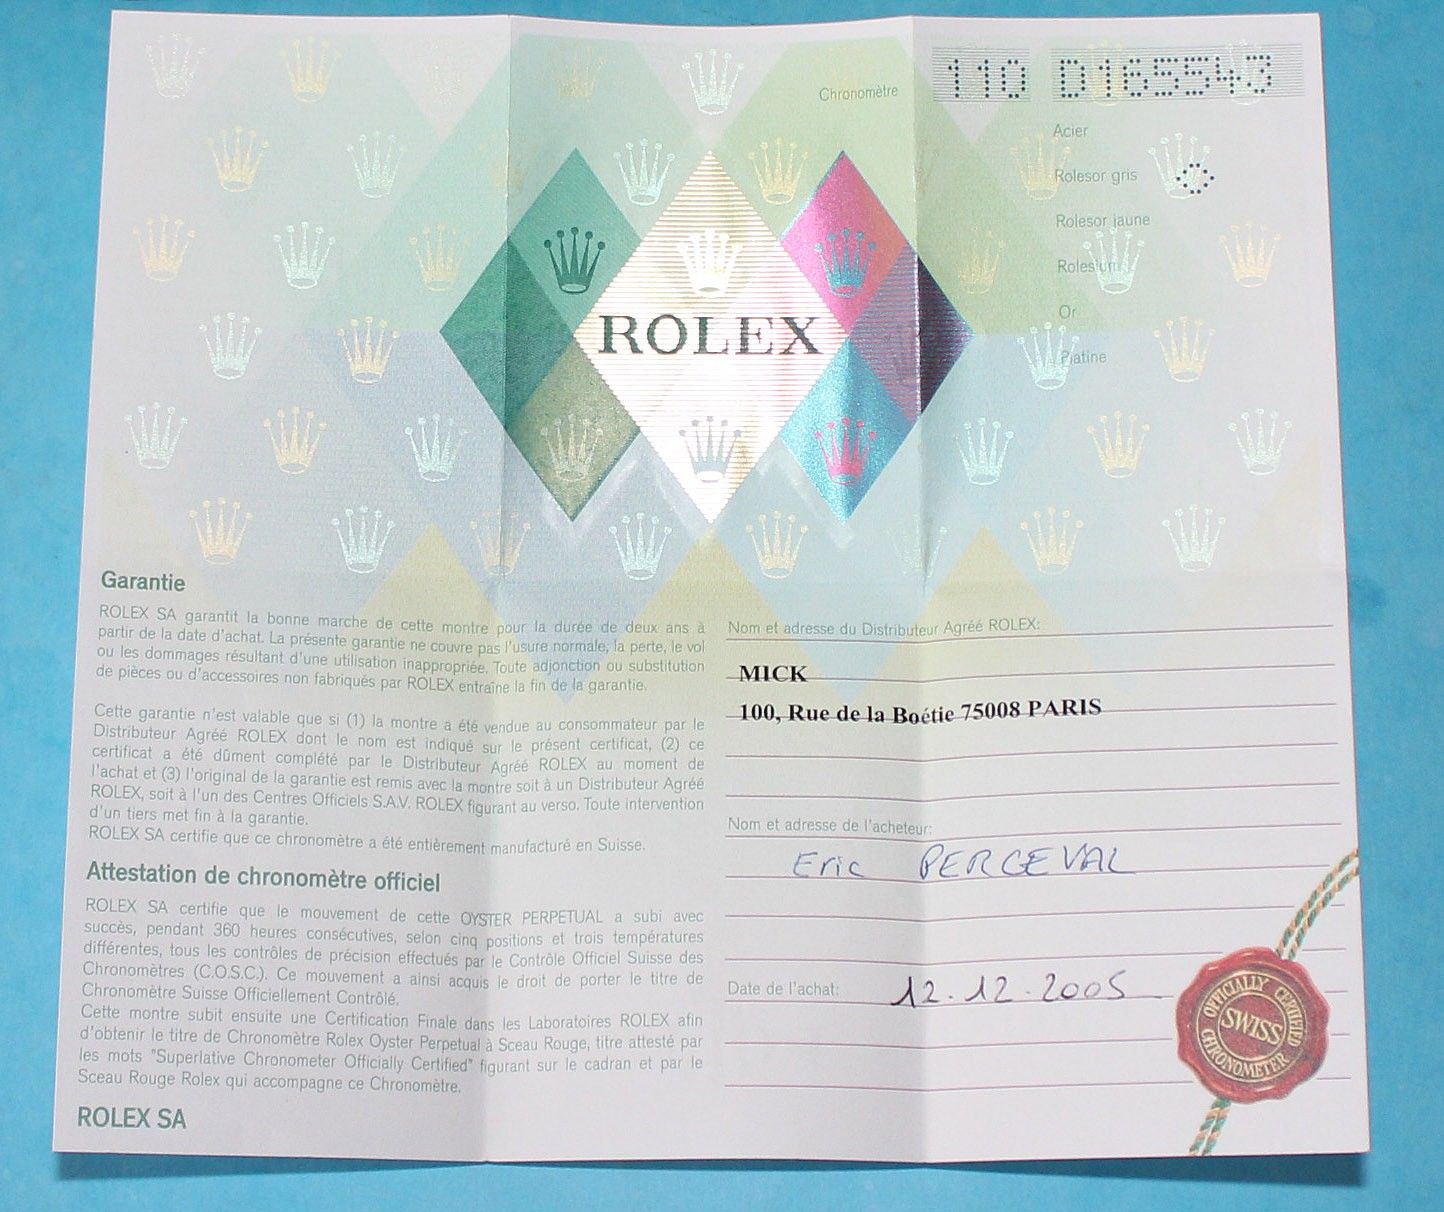 Chronomètre 110 D165543
Acier
Rolesor gris
Rolesor jaune
Rolesium
Or
Platine
ROLEX
Garantie
ROLEX SA garantit la bonne marche de cette montre pour la durée de deux ans à
partir de la date d'achat. La présente garantie ne couvre pas l'usure normale, la perte, le vol
ou les dommages résultant d'une utilisation inappropriée. Toute adjonction ou substitution
de pièces ou d'accessoires non fabriqués par ROLEX entraîne la fin de la garantie.
Cette garantie n'est valable que si (1) la montre a été vendue au consommateur par le
Distributeur Agréé ROLEX dont le nom est indiqué sur le présent certificat, (2) ce
certificat a été dûment complété par le Distributeur Agréé ROLEX au moment de
l'achat et (3) l'original de la garantie est remis avec la montre soit à un Distributeur Agréé
ROLEX, soit à l'un des Centres Officiels S.A.V. ROLEX figurant au verso. Toute intervention
d'un tiers met fin à la garantie.
ROLEX SA certifie que ce chronomètre a été entièrement manufacturé en Suisse.
Attestation de chronomètre officiel
ROLEX SA certifie que le mouvement de cette OYSTER PERPETUAL a subi avec
succès, pendant 360 heures consécutives, selon cinq positions et trois températures
différentes, tous les contrôles de précision effectués par le Contrôle Officiel Suisse des
Chronomètres (C.O.S.C.). Ce mouvement a ainsi acquis le droit de porter le titre de
Chronomètre Suisse Officiellement Contrôlé.
Cette montre subit ensuite une Certification Finale dans les Laboratoires ROLEX afin
d'obtenir le titre de Chronomètre Rolex Oyster Perpetual à Sceau Rouge, titre attesté par
les mots "Superlative Chronometer Officially Certified" figurant sur le cadran et par le
Sceau Rouge Rolex qui accompagne ce Chronomètre.
ROLEX SA
Nom et adresse du Distributeur Agréé ROLEX:
MICK
100, Rue de la Boétie 75008 PARIS
Nom et adresse de l'acheteur:
Eric PERCEVAL
Date de l'achat: 12.12.2005
OFFICIALLY CERTIFIED
SWISS
CHRONOMETER